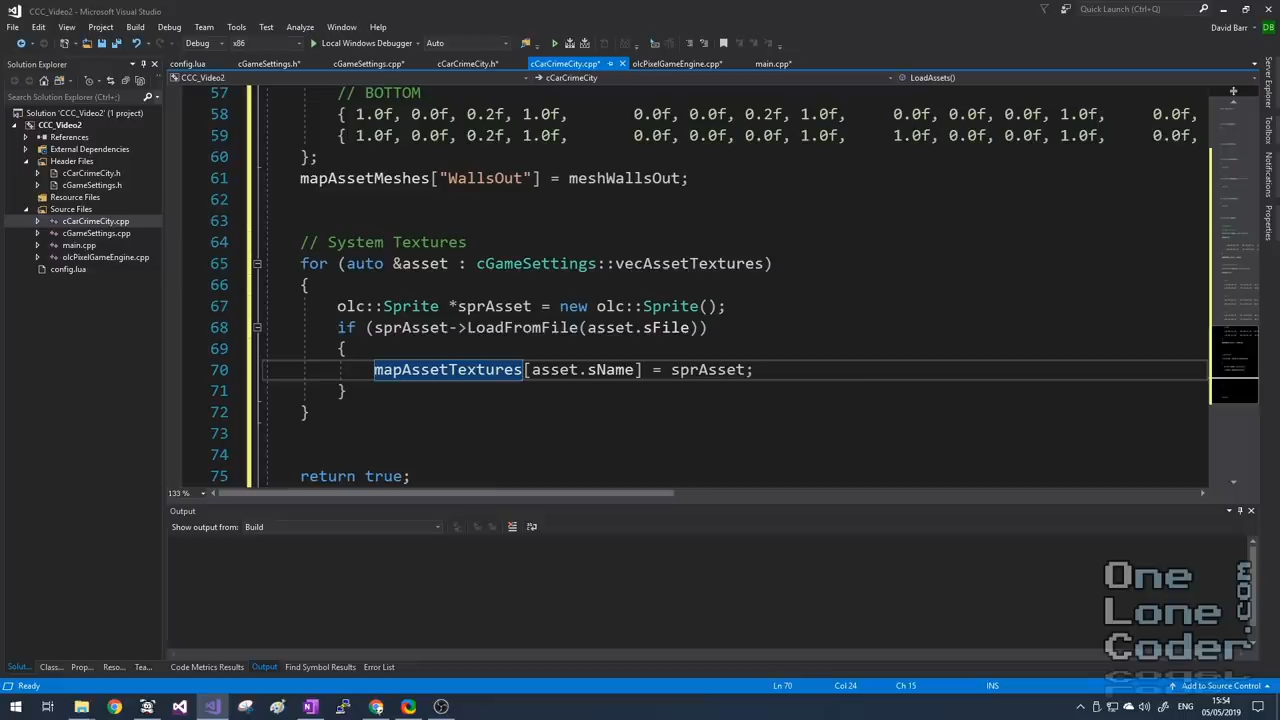 CCC_Video2 - Microsoft Visual Studio
Quick Launch (Ctrl+Q)
File Edit View Project Build Debug Team Tools Test Analyze Window Help
David Barr DB
Debug x86 Local Windows Debugger Auto
Solution Explorer
config.lua cGameSettings.h* cGameSettings.cpp* cCarCrimeCity.h* cCarCrimeCity.cpp* olcPixelGameEngine.cpp* main.cpp*
CCC_Video2 cCarCrimeCity LoadAssets()
Search Solution Explorer (Ctrl+;)
Solution 'CCC_Video2' (1 project)
CCC_Video2
References
External Dependencies
Header Files
cCarCrimeCity.h
cGameSettings.h
Resource Files
Source Files
cCarCrimeCity.cpp
cGameSettings.cpp
main.cpp
olcPixelGameEngine.cpp
config.lua
57 // BOTTOM
58 { 1.0f, 0.0f, 0.2f, 1.0f, 0.0f, 0.0f, 0.2f, 1.0f, 0.0f, 0.0f, 0.0f, 1.0f, 0.0f,
59 { 1.0f, 0.0f, 0.2f, 1.0f, 0.0f, 0.0f, 0.0f, 1.0f, 1.0f, 0.0f, 0.0f, 1.0f, 0.0f,
60 };
61 mapAssetMeshes["WallsOut"] = meshWallsOut;
62
63
64 // System Textures
65 for (auto &asset : cGameSettings::vecAssetTextures)
66 {
67 olc::Sprite *sprAsset = new olc::Sprite();
68 if (sprAsset->LoadFromFile(asset.sFile))
69 {
70 mapAssetTextures[asset.sName] = sprAsset;
71 }
72 }
73
74
75 return true;
133 %
Server Explorer
Toolbox
Notifications
Properties
Output
Show output from: Build
Solut... Class... Prop... Reso... Tea...
Code Metrics Results Output Find Symbol Results Error List
Ready Ln 70 Col 24 Ch 15 INS Add to Source Control
One
Lone
Coder
.com
ENG 15:54
05/05/2019